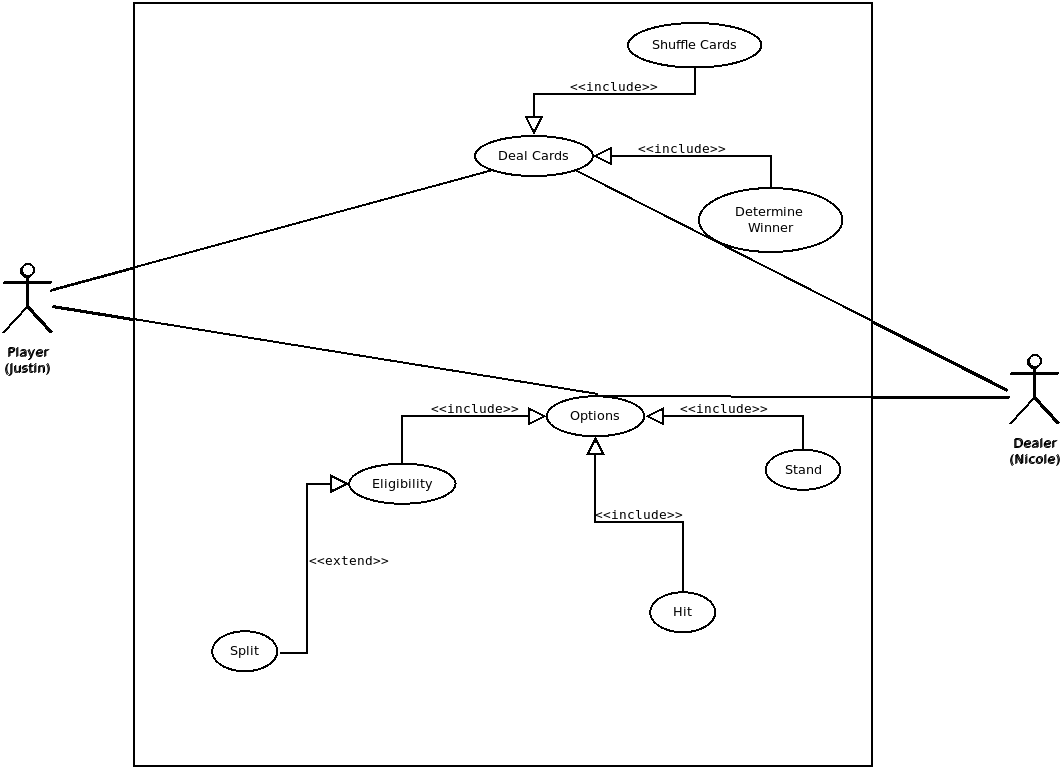 Shuffle Cards
<<include>>
Deal Cards
<<include>>
Determine
Winner
Player
(Justin)
Dealer
(Nicole)
<<include>>
Options
<<include>>
Eligibility
Stand
<<include>>
<<extend>>
Hit
Split